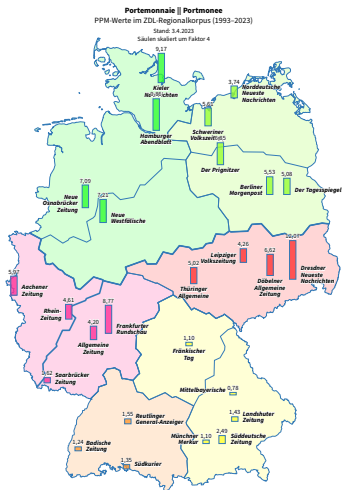 Portemonnaie || Portmonee
PPM-Werte im ZDL-Regionalkorpus (1993–2023)
Stand: 3.4.2023
Säulen skaliert um Faktor 4
9,17
Kieler
Nachrichten
3,74
Norddeutsche
Neueste
Nachrichten
Schweriner
Volkszeitung
Hamburger
Abendblatt
Der Prignitzer
5,53
5,08
Berliner
Morgenpost
Der Tagesspiegel
7,09
Neue
Osnabrücker
Zeitung
7,21
Neue
Westfälische
Leipziger
Volkszeitung
4,26
6,62
Döbelner
Allgemeine
Zeitung
Dresdner
Neueste
Nachrichten
5,02
Thüringer
Allgemeine
5,97
Aachener
Zeitung
4,61
Rhein-
Zeitung
8,77
Frankfurter
Rundschau
4,20
Allgemeine
Zeitung
Saarbrücker
Zeitung
1,10
Fränkischer
Tag
Mittelbayerische
0,78
1,43
Landshuter
Zeitung
1,55
Reutlinger
General-Anzeiger
Münchner
Merkur
1,10
2,49
Süddeutsche
Zeitung
1,24
Badische
Zeitung
1,35
Südkurier